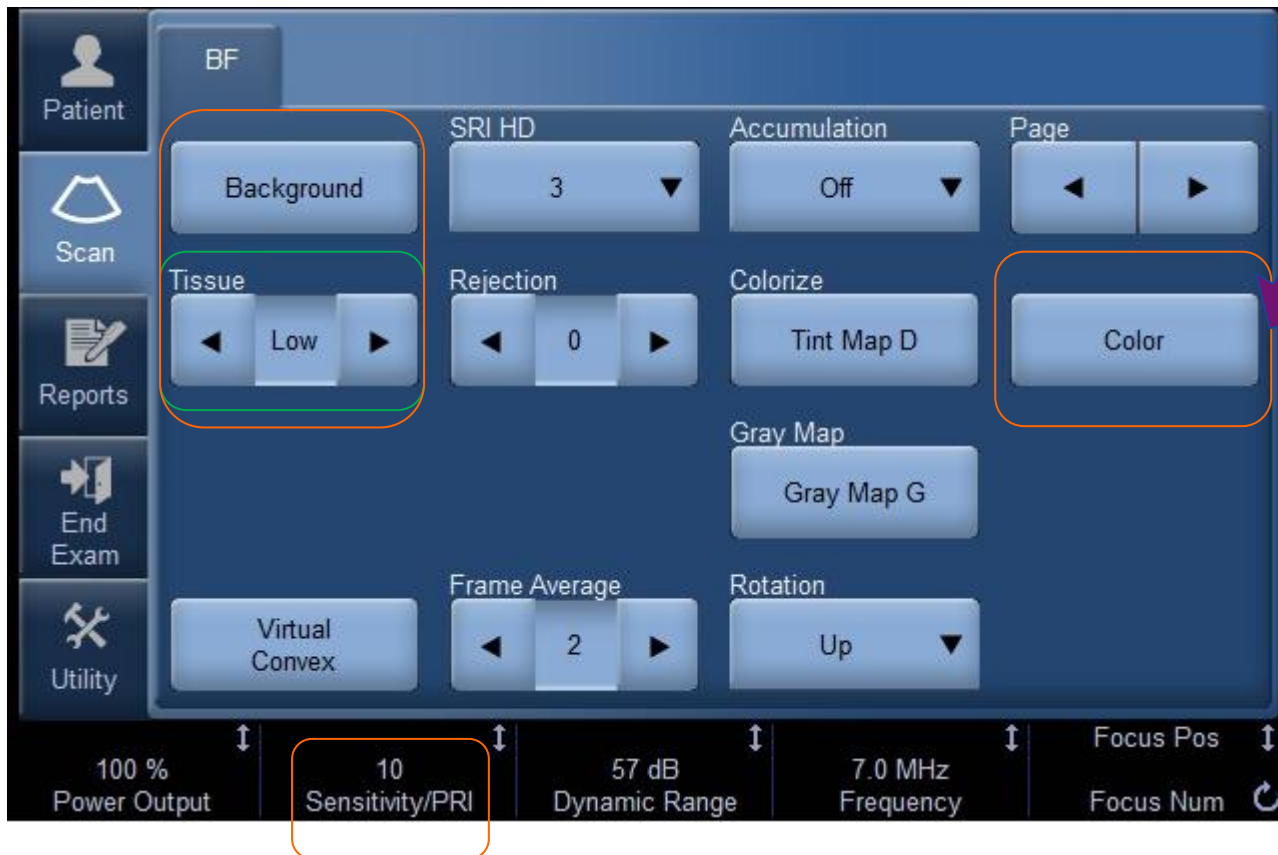 Patient
Scan
Reports
End
Exam
Utility
BF
Background
SRI HD
3
Accumulation
Off
Page
Tissue
Low
Rejection
0
Colorize
Tint Map D
Color
Gray Map
Gray Map G
Virtual
Convex
Frame Average
2
Rotation
Up
100 %
Power Output
10
Sensitivity/PRI
57 dB
Dynamic Range
7.0 MHz
Frequency
Focus Pos
Focus Num